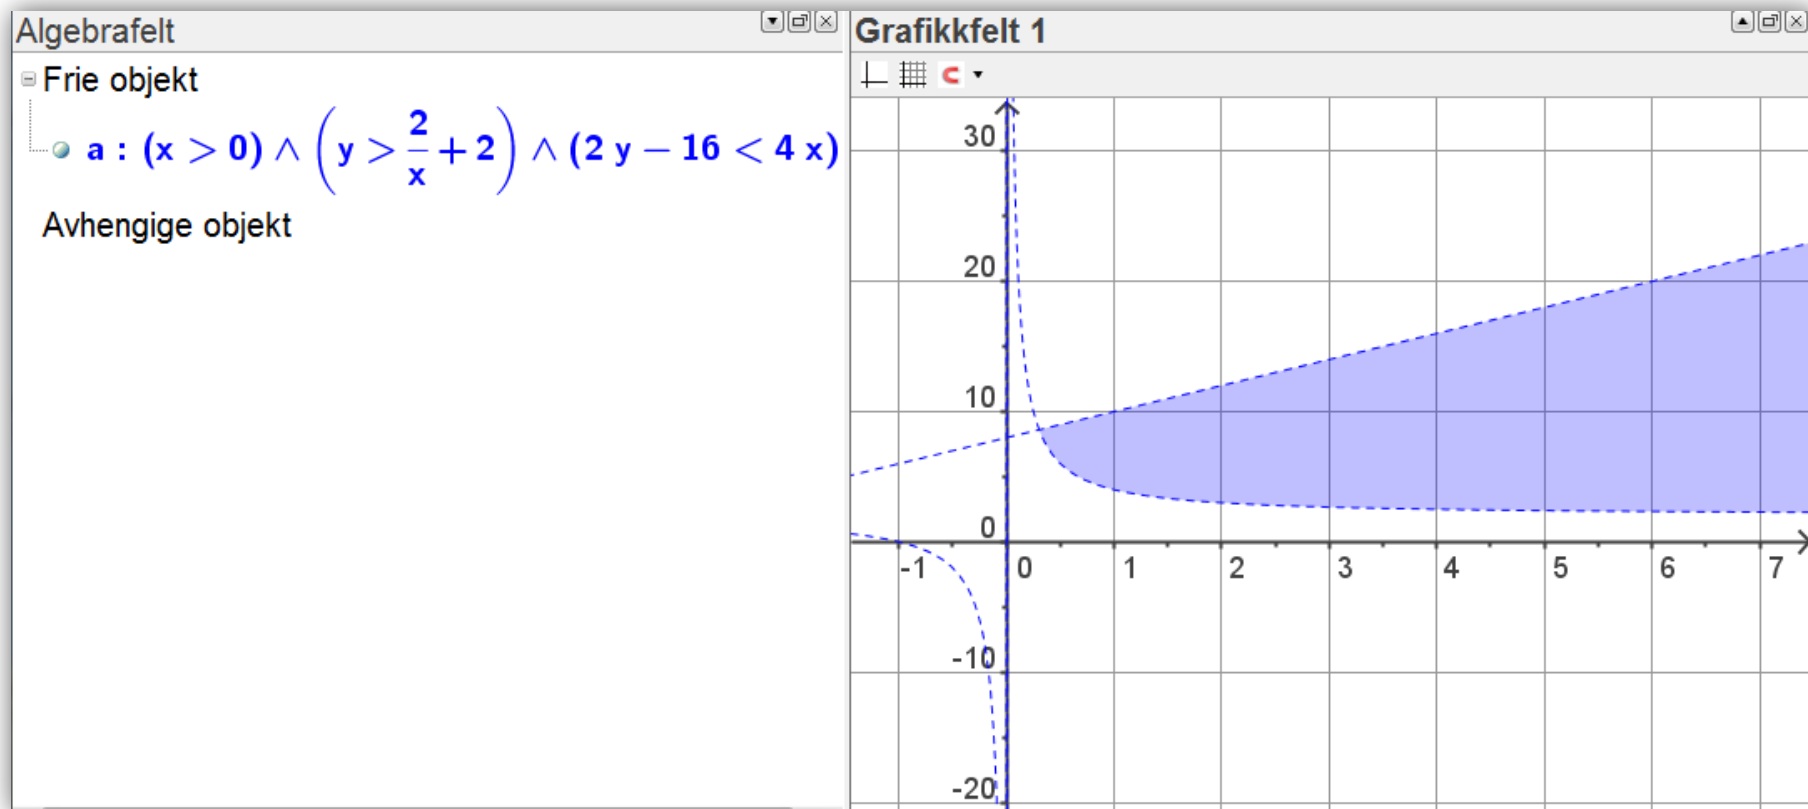 Algebrafelt
Frie objekt
a : (x > 0) ∧ (y > 2/x + 2) ∧ (2 y − 16 < 4 x)
Avhengige objekt
Grafikkfelt 1
30
20
10
0
-1 0 1 2 3 4 5 6 7
-10
-20